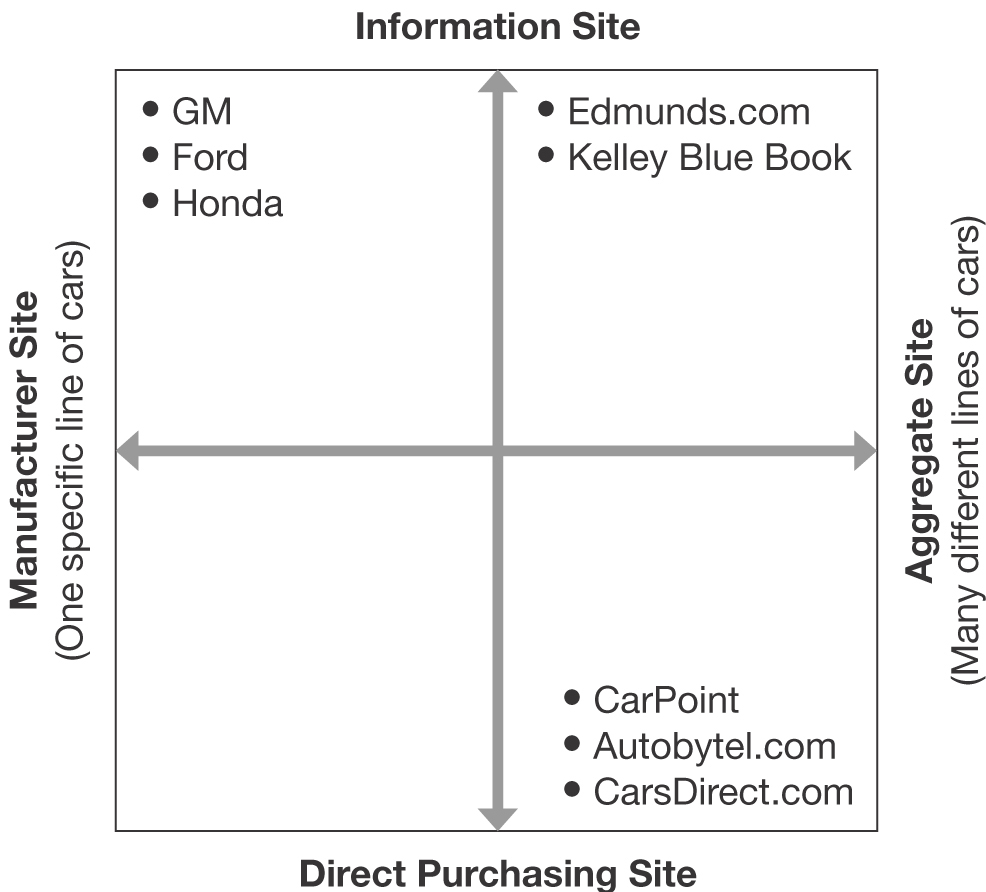 Information Site
• GM
• Ford
• Honda
• Edmunds.com
• Kelley Blue Book
Manufacturer Site
(One specific line of cars)
Aggregate Site
(Many different lines of cars)
• CarPoint
• Autobytel.com
• CarsDirect.com
Direct Purchasing Site